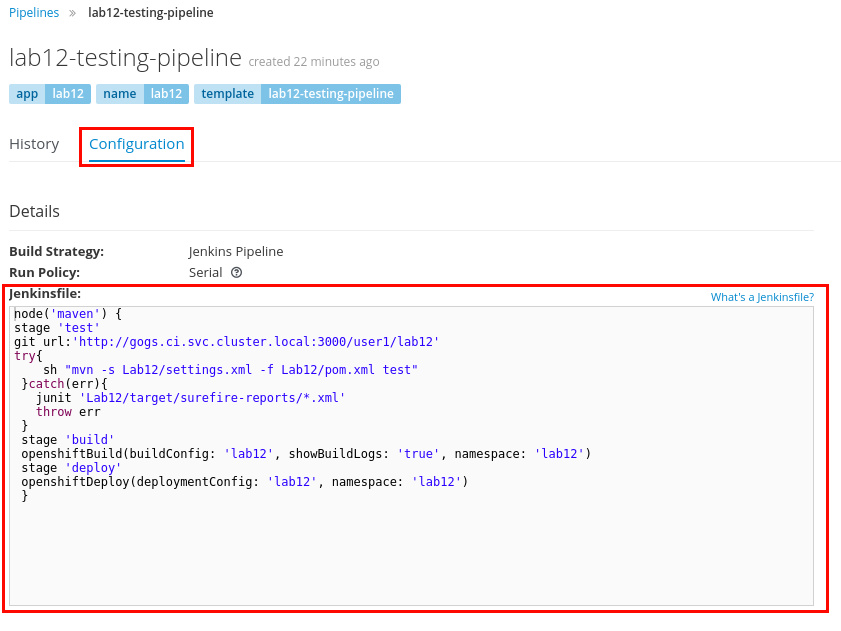 Pipelines » lab12-testing-pipeline
lab12-testing-pipeline created 22 minutes ago
app lab12 name lab12 template lab12-testing-pipeline
History Configuration
Details
Build Strategy: Jenkins Pipeline
Run Policy: Serial
Jenkinsfile: What's a Jenkinsfile?
node('maven') {
stage 'test'
git url:'http://gogs.ci.svc.cluster.local:3000/user1/lab12'
try{
    sh "mvn -s Lab12/settings.xml -f Lab12/pom.xml test"
 }catch(err){
   junit 'Lab12/target/surefire-reports/*.xml'
   throw err
 }
 stage 'build'
 openshiftBuild(buildConfig: 'lab12', showBuildLogs: 'true', namespace: 'lab12')
 stage 'deploy'
 openshiftDeploy(deploymentConfig: 'lab12', namespace: 'lab12')
 }